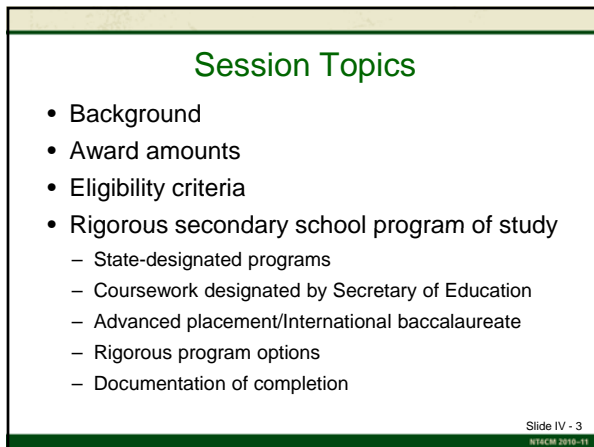 Session Topics
• Background
• Award amounts
• Eligibility criteria
• Rigorous secondary school program of study
– State-designated programs
– Coursework designated by Secretary of Education
– Advanced placement/International baccalaureate
– Rigorous program options
– Documentation of completion
Slide IV - 3
NT4CM 2010–11